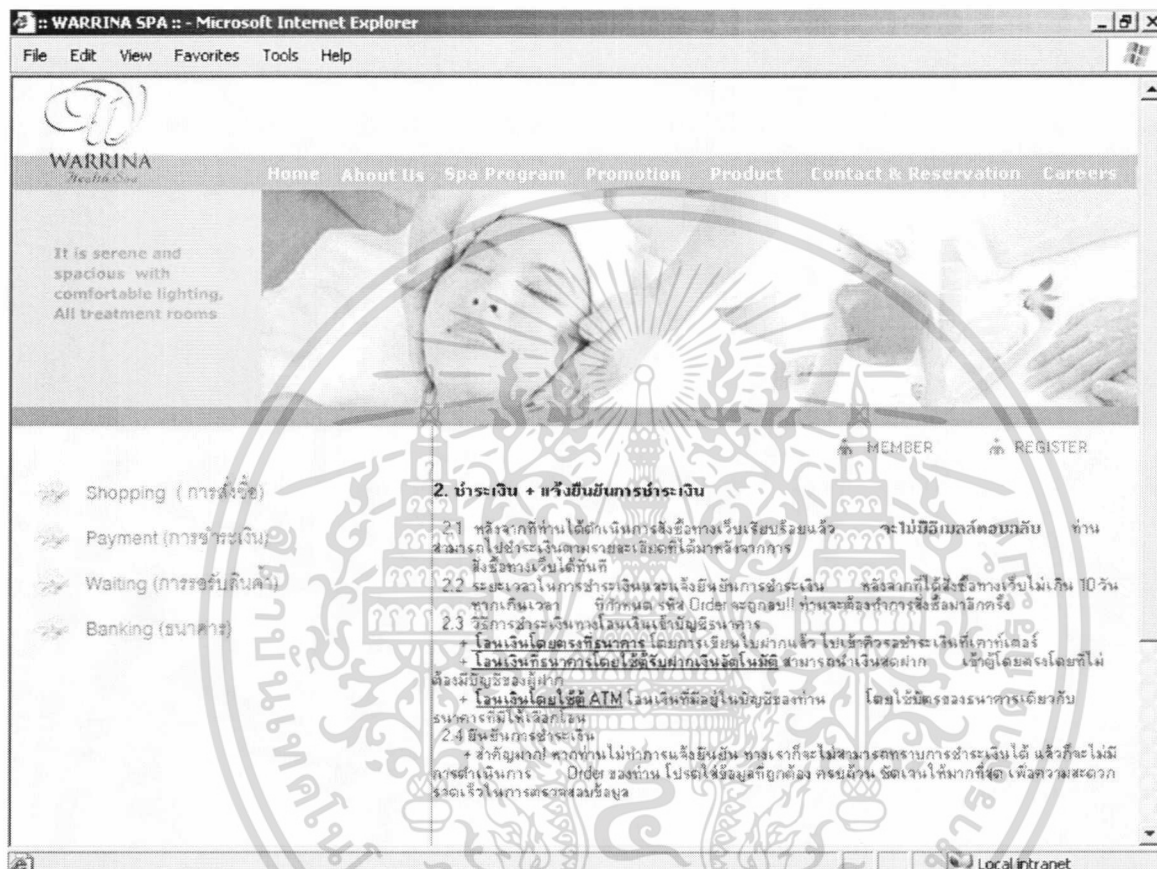 :: WARRINA SPA :: - Microsoft Internet Explorer
File Edit View Favorites Tools Help
WARRINA
Health Spa
Home About Us Spa Program Promotion Product Contact & Reservation Careers
It is serene and
spacious with
comfortable lighting,
All treatment rooms
MEMBER REGISTER
Shopping ( การสั่งซื้อ)
Payment (การชำระเงิน)
Waiting (การรอรับสินค้า)
Banking (ธนาคาร)
2. ชำระเงิน + แจ้งยืนยันการชำระเงิน
2.1 หลังจากที่ท่านได้ดำเนินการสั่งซื้อทางเว็บเรียบร้อยแล้ว จะไม่มีอีเมลล์ตอบกลับ ท่าน
สามารถไปชำระเงินตามรายละเอียดที่ได้มาหลังจากการ
สั่งซื้อทางเว็บได้ทันที
2.2 ระยะเวลาในการชำระเงินและแจ้งยืนยันการชำระเงิน หลังจากที่ได้สั่งซื้อทางเว็บไม่เกิน 10 วัน
หากเกินเวลา ที่กำหนด รหัส Order จะถูกลบ!! ท่านจะต้องทำการสั่งซื้อมาอีกครั้ง
2.3 วิธีการชำระเงินทางโอนเงินเข้าบัญชีธนาคาร
+ โอนเงินโดยตรงที่ธนาคาร โดยการเขียนใบฝากแล้ว ไปเข้าคิวรอชำระเงินที่เคาท์เตอร์
+ โอนเงินที่ธนาคารโดยใช้ตู้รับฝากเงินอัตโนมัติ สามารถนำเงินสดฝาก เข้าตู้โดยตรงโดยที่ไม่
ต้องมีบัญชีของผู้ฝาก
+ โอนเงินโดยใช้ตู้ ATM โอนเงินที่มีอยู่ในบัญชีของท่าน โดยใช้บัตรของธนาคารเดียวกับ
ธนาคารที่มีให้เลือกโอน
2.4 ยืนยันการชำระเงิน
+ สำคัญมาก! หากท่านไม่ทำการแจ้งยืนยัน ทางเราก็จะไม่สามารถทราบการชำระเงินได้ แล้วก็จะไม่มี
การดำเนินการ Order ของท่าน โปรดใส่ข้อมูลที่ถูกต้อง ครบถ้วน ชัดเจนให้มากที่สุด เพื่อความสะดวก
รวดเร็วในการตรวจสอบข้อมูล
Local intranet